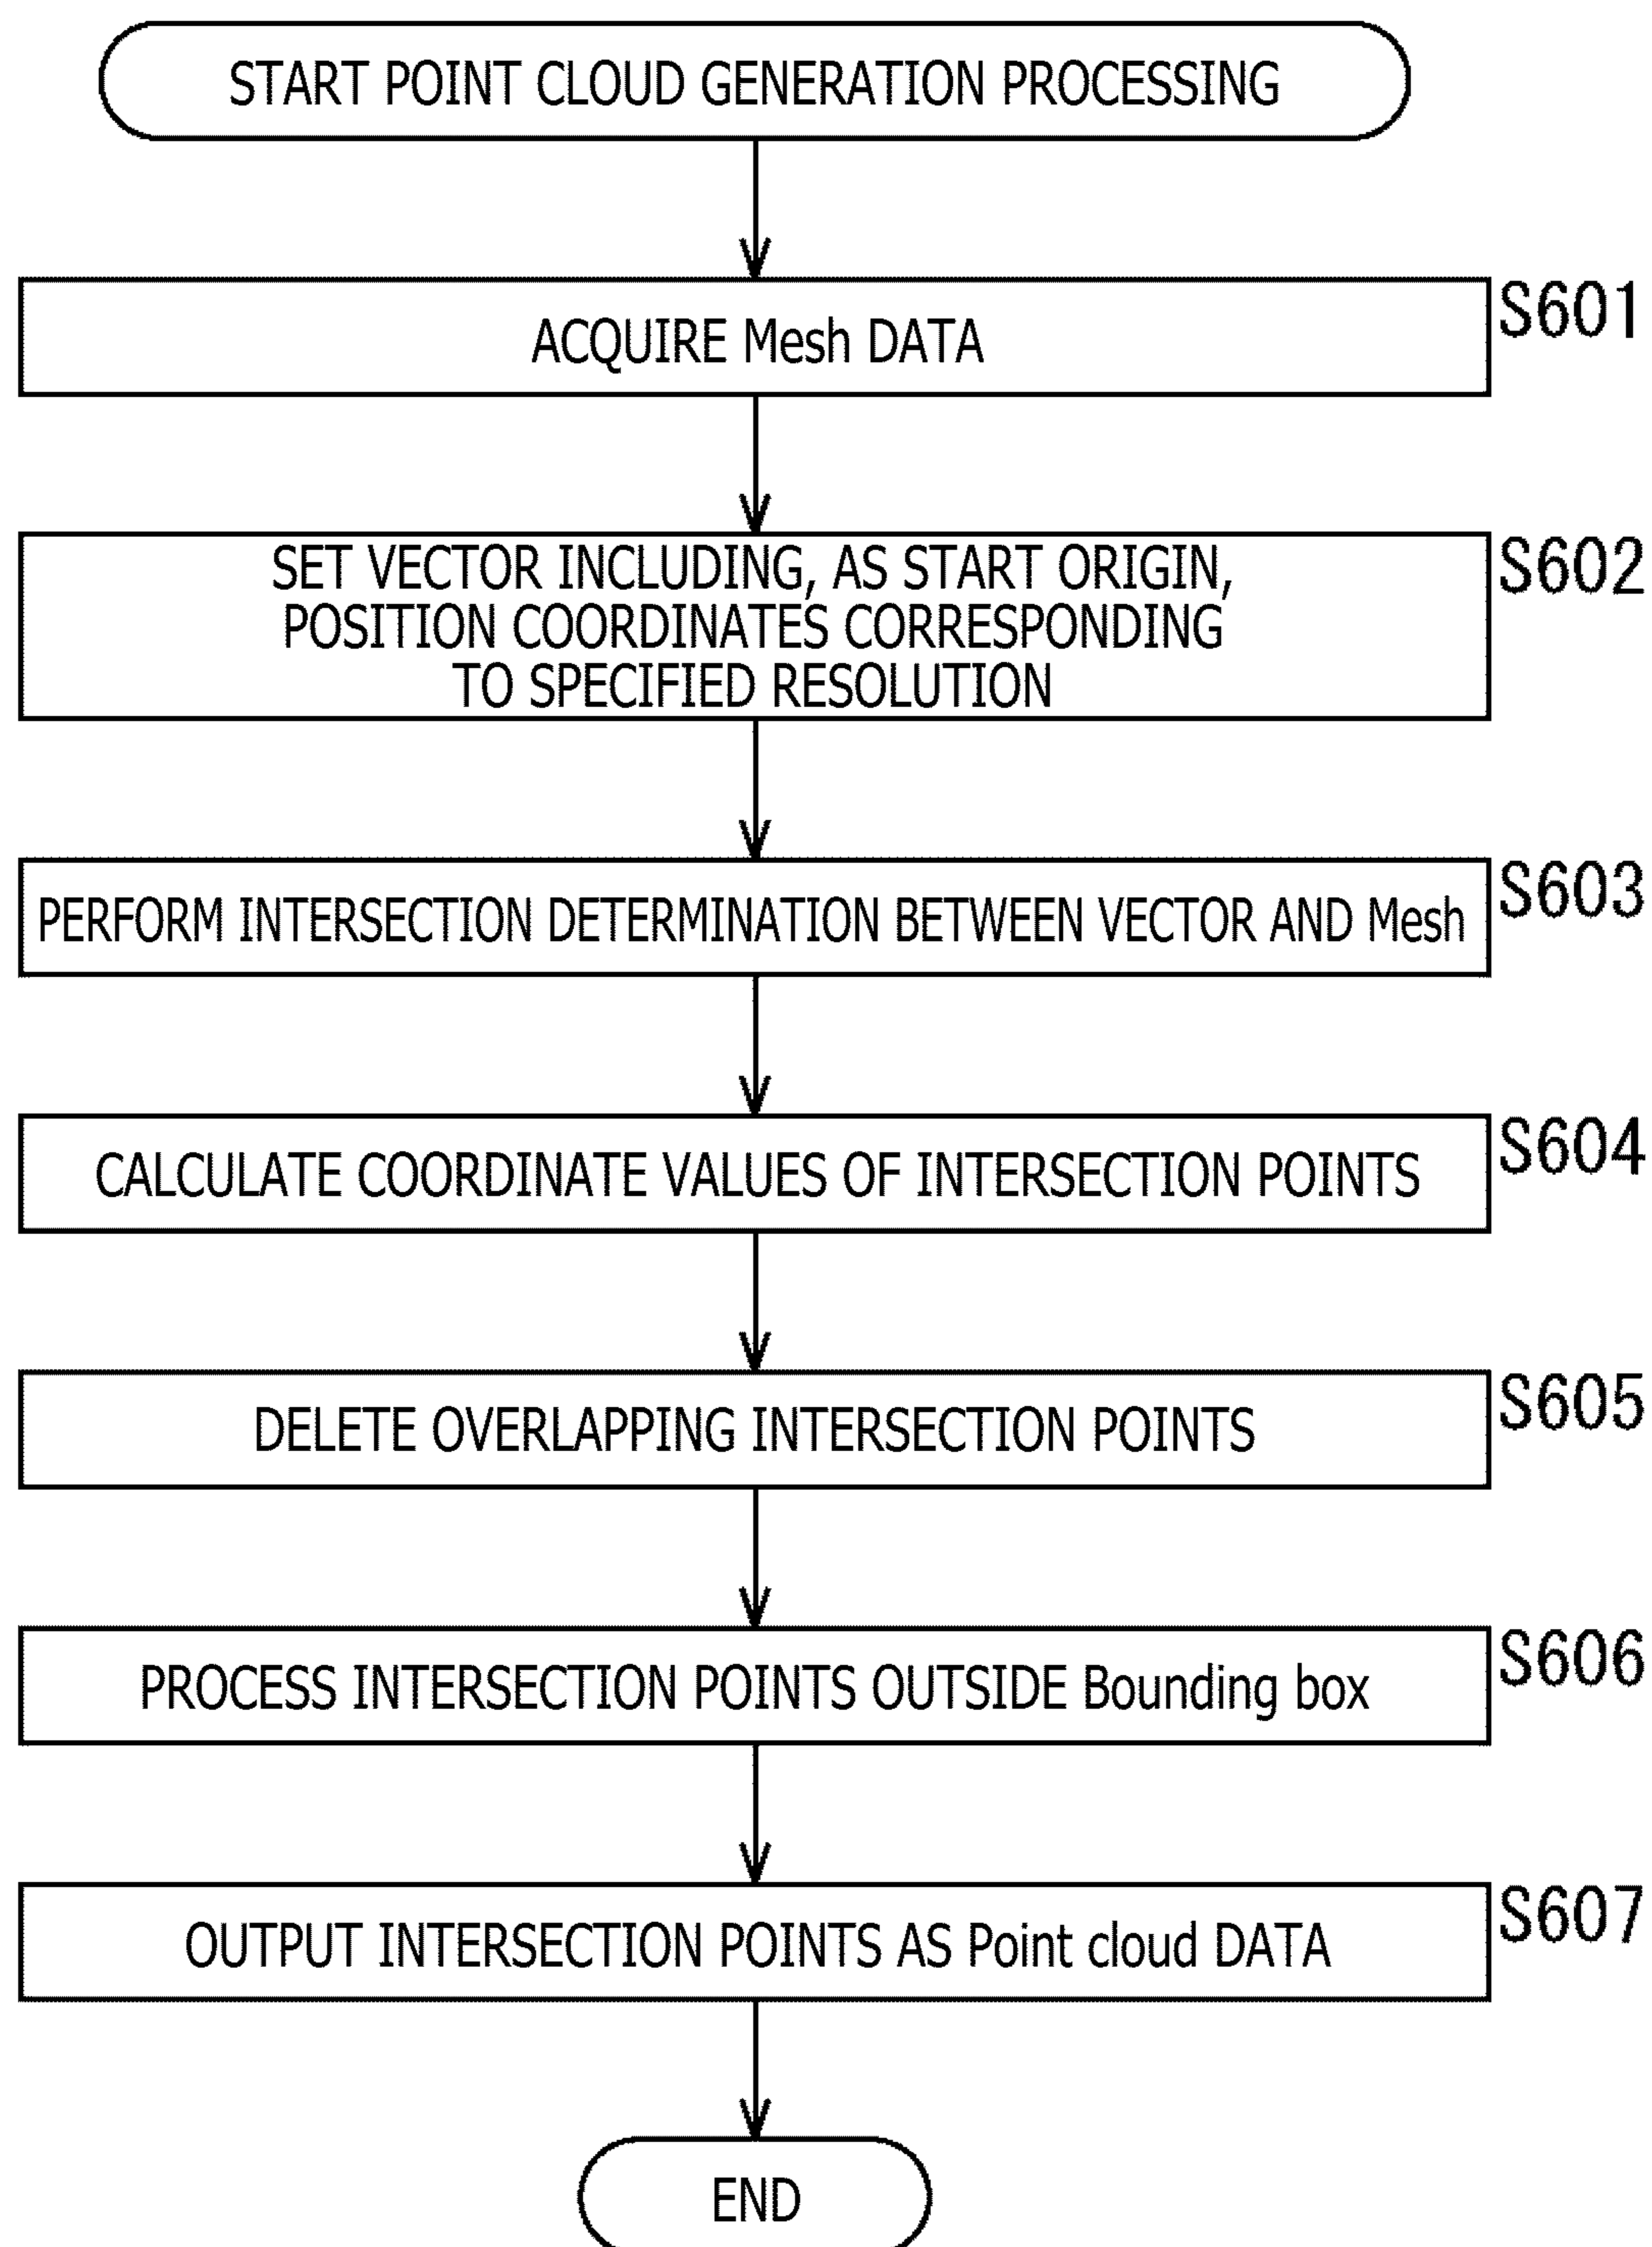 START POINT CLOUD GENERATION PROCESSING
ACQUIRE Mesh DATA
S601
SET VECTOR INCLUDING, AS START ORIGIN,
POSITION COORDINATES CORRESPONDING
TO SPECIFIED RESOLUTION
S602
PERFORM INTERSECTION DETERMINATION BETWEEN VECTOR AND Mesh
S603
CALCULATE COORDINATE VALUES OF INTERSECTION POINTS
S604
DELETE OVERLAPPING INTERSECTION POINTS
S605
PROCESS INTERSECTION POINTS OUTSIDE Bounding box
S606
OUTPUT INTERSECTION POINTS AS Point cloud DATA
S607
END